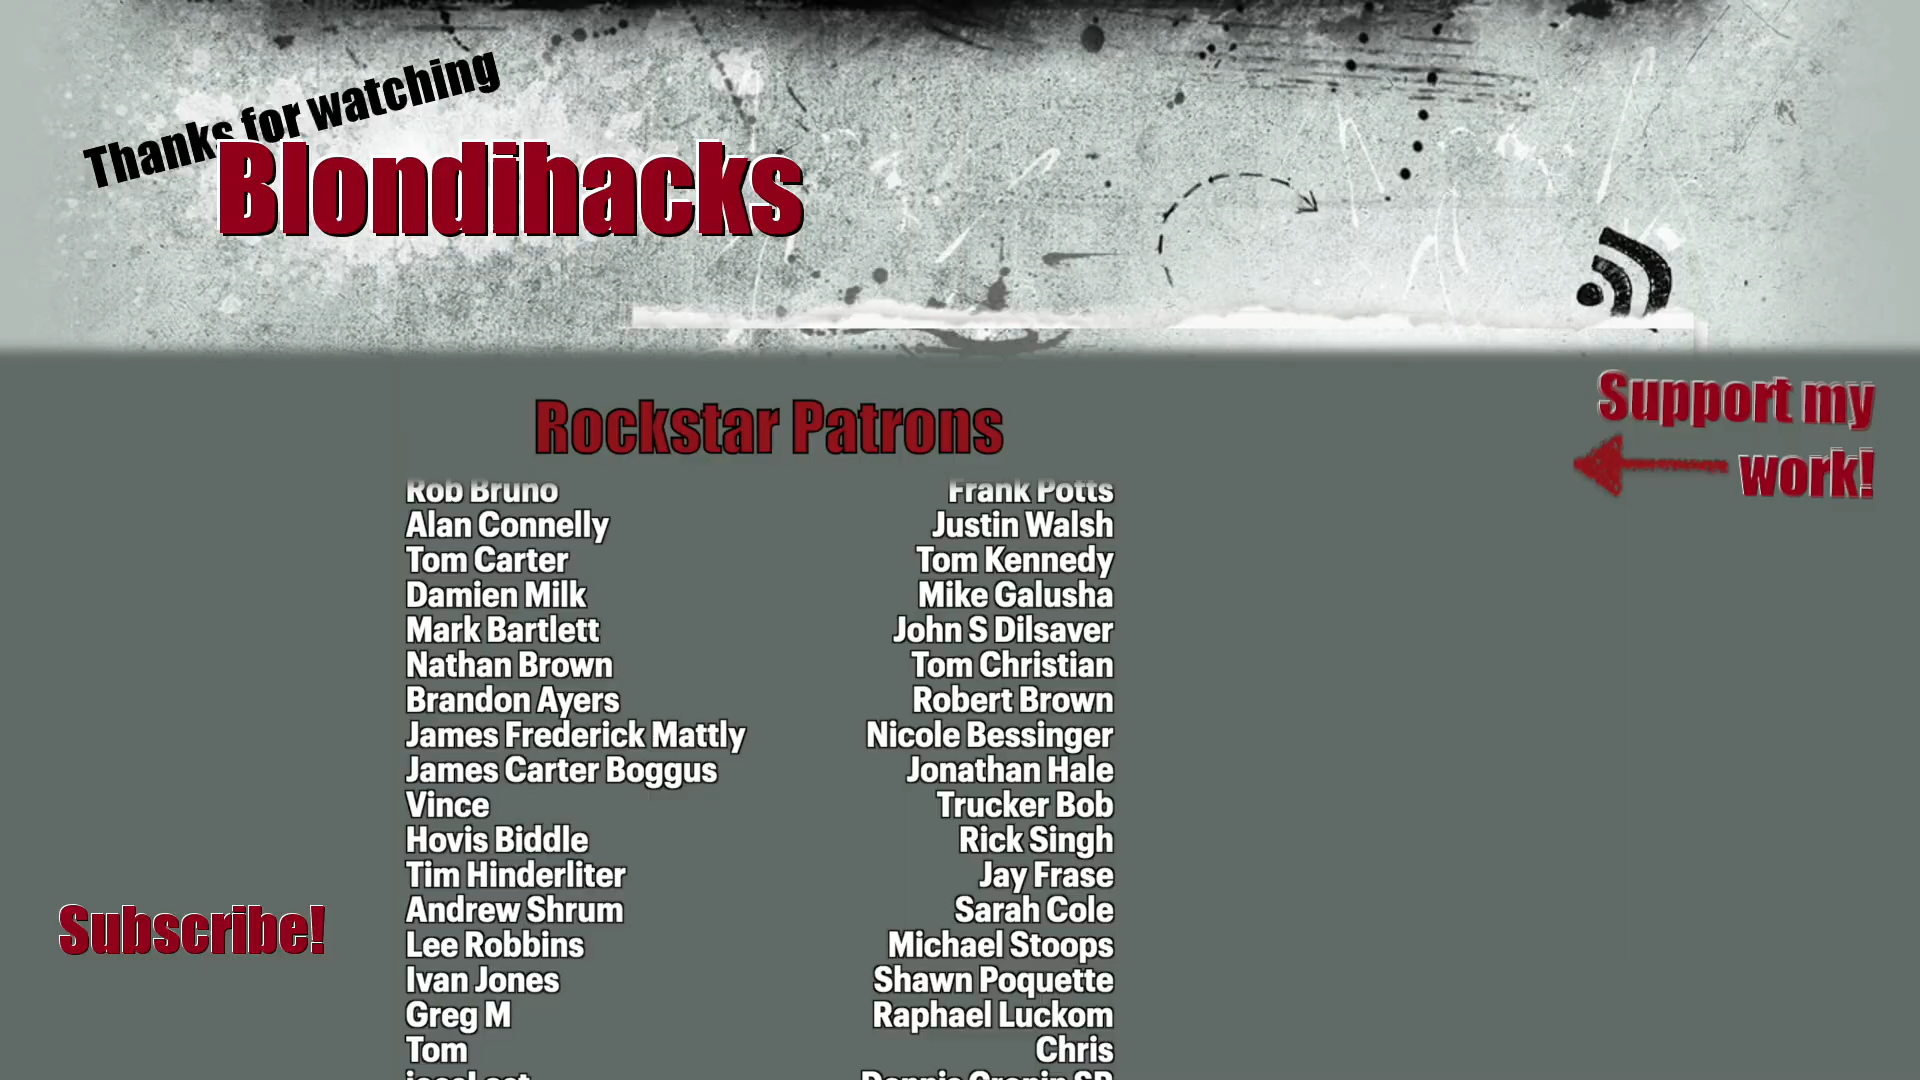 Thanks for watching
Blondihacks
Support my
work!
Rockstar Patrons
Rob Bruno Frank Potts
Alan Connelly Justin Walsh
Tom Carter Tom Kennedy
Damien Milk Mike Galusha
Mark Bartlett John S Dilsaver
Nathan Brown Tom Christian
Brandon Ayers Robert Brown
James Frederick Mattly Nicole Bessinger
James Carter Boggus Jonathan Hale
Vince Trucker Bob
Hovis Biddle Rick Singh
Tim Hinderliter Jay Frase
Andrew Shrum Sarah Cole
Lee Robbins Michael Stoops
Ivan Jones Shawn Poquette
Greg M Raphael Luckom
Tom Chris
Subscribe!